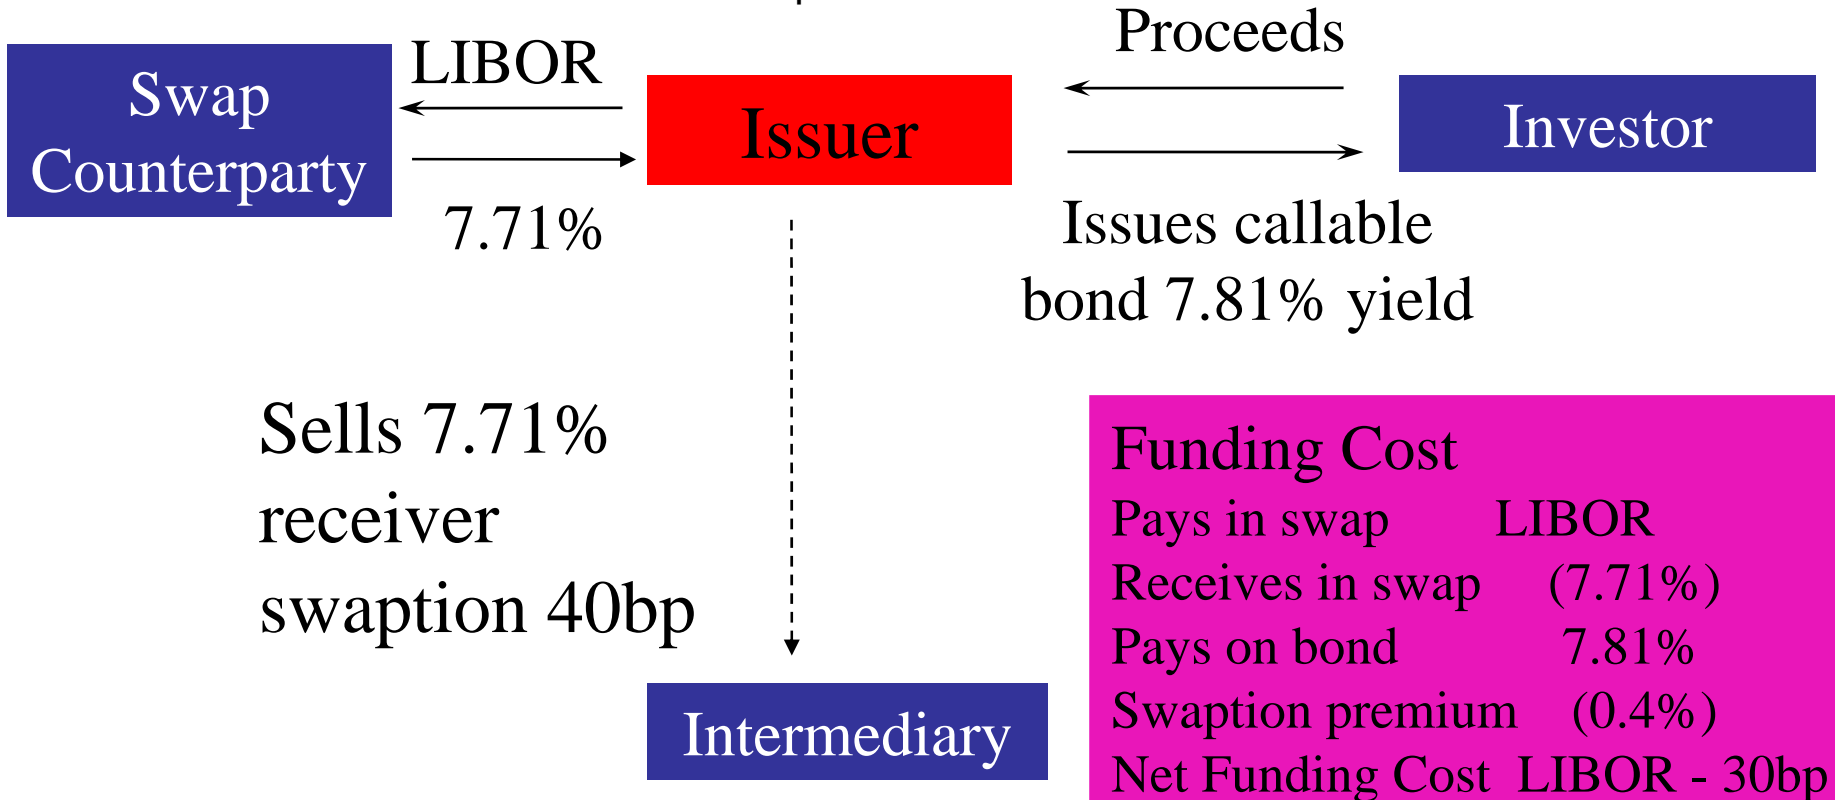 Proceeds
LIBOR
Swap
Counterparty
Issuer
Investor
7.71%
Issues callable
bond 7.81% yield
Sells 7.71%
receiver
swaption 40bp
Intermediary
Funding Cost
Pays in swap LIBOR
Receives in swap (7.71%)
Pays on bond 7.81%
Swaption premium (0.4%)
Net Funding Cost LIBOR - 30bp